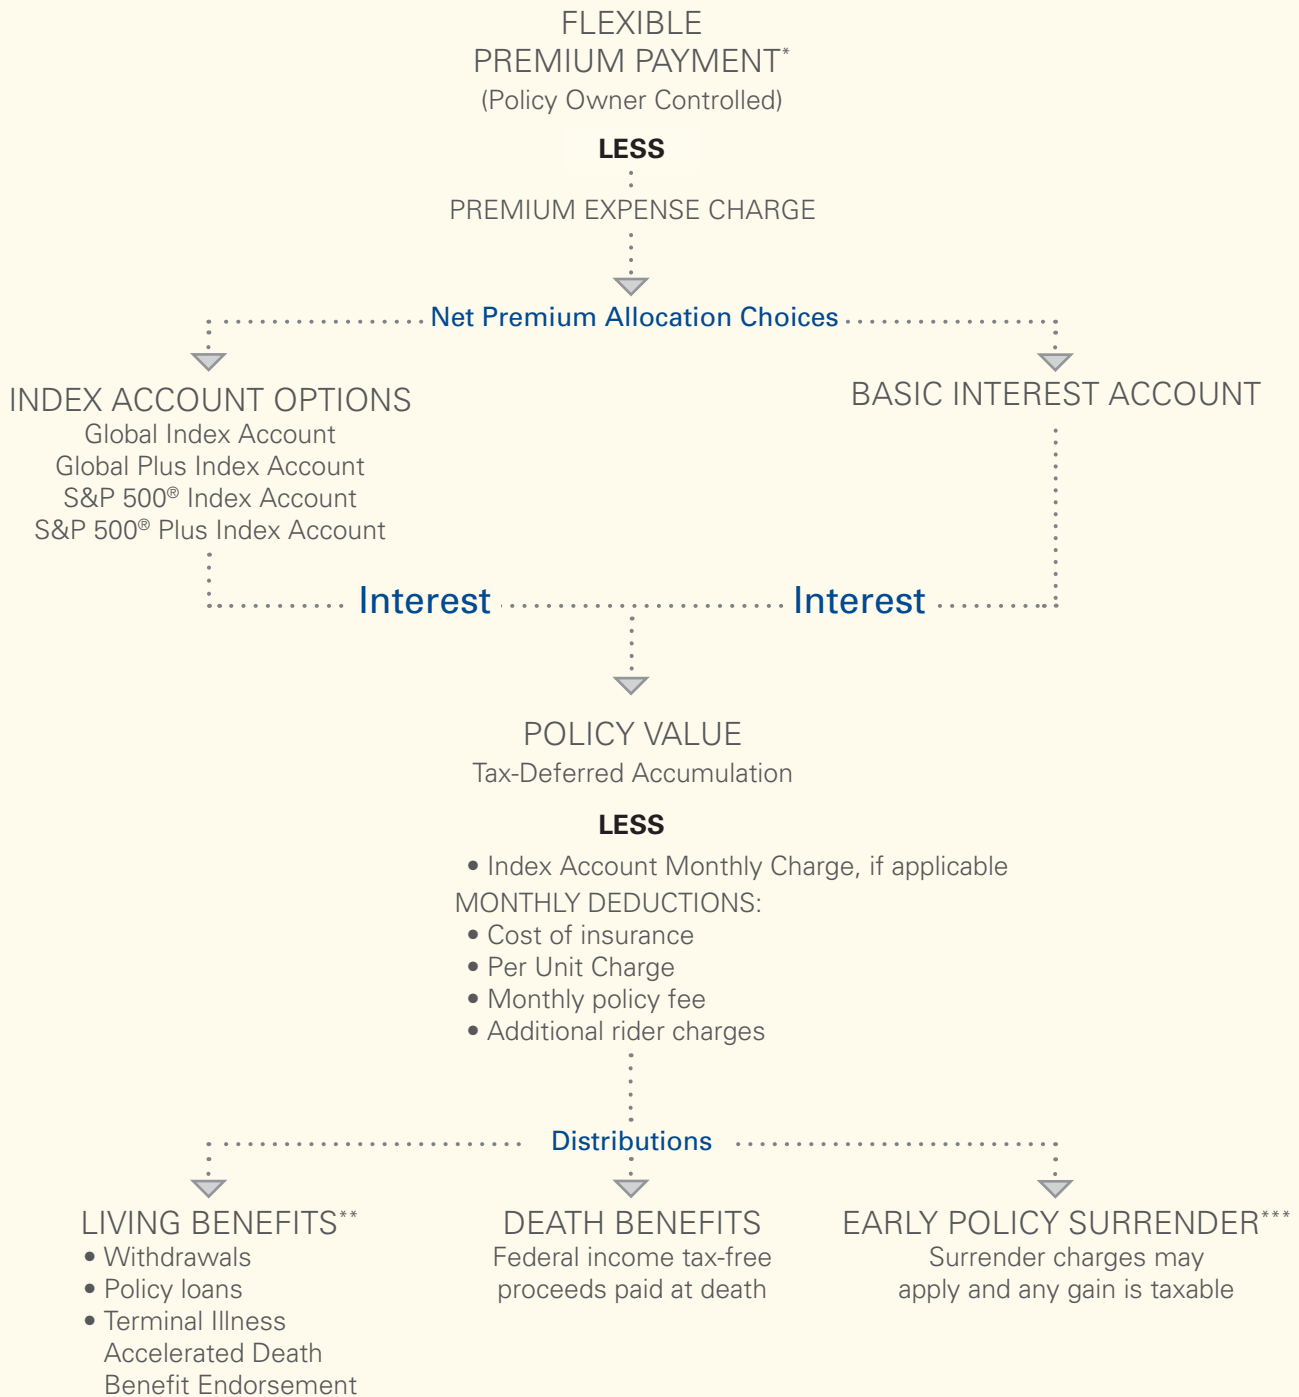 FLEXIBLE
PREMIUM PAYMENT*
(Policy Owner Controlled)
LESS
PREMIUM EXPENSE CHARGE
Net Premium Allocation Choices
INDEX ACCOUNT OPTIONS
Global Index Account
Global Plus Index Account
S&P 500® Index Account
S&P 500® Plus Index Account
BASIC INTEREST ACCOUNT
Interest
Interest
POLICY VALUE
Tax-Deferred Accumulation
LESS
• Index Account Monthly Charge, if applicable
MONTHLY DEDUCTIONS:
• Cost of insurance
• Per Unit Charge
• Monthly policy fee
• Additional rider charges
Distributions
LIVING BENEFITS**
• Withdrawals
• Policy loans
• Terminal Illness
Accelerated Death
Benefit Endorsement
DEATH BENEFITS
Federal income tax-free
proceeds paid at death
EARLY POLICY SURRENDER***
Surrender charges may
apply and any gain is taxable